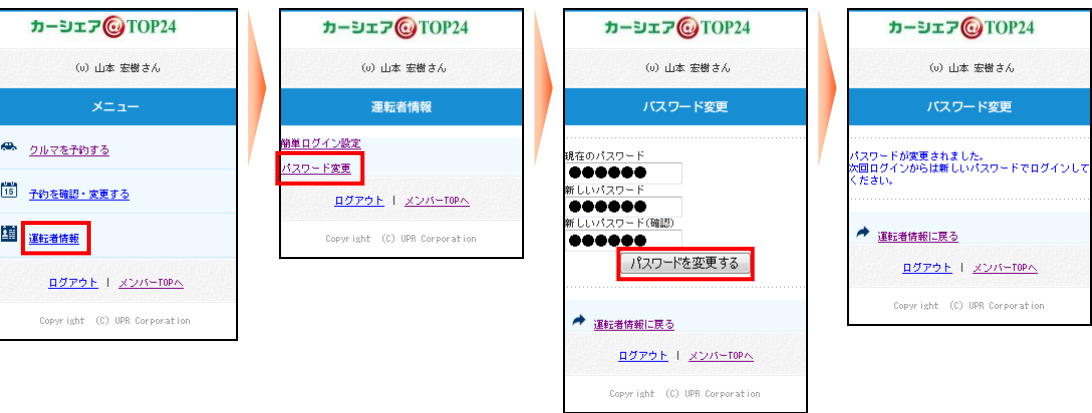 カーシェア@TOP24
(υ) 山本 宏樹さん
メニュー
クルマを予約する
15 予約を確認・変更する
運転者情報
ログアウト | メンバーTOPへ
Copyright (C) UPR Corporation
カーシェア@TOP24
(υ) 山本 宏樹さん
運転者情報
簡単ログイン設定
パスワード変更
ログアウト | メンバーTOPへ
Copyright (C) UPR Corporation
カーシェア@TOP24
(υ) 山本 宏樹さん
パスワード変更
現在のパスワード
●●●●●●
新しいパスワード
●●●●●●
新しいパスワード(確認)
●●●●●●
パスワードを変更する
運転者情報に戻る
ログアウト | メンバーTOPへ
Copyright (C) UPR Corporation
カーシェア@TOP24
(υ) 山本 宏樹さん
パスワード変更
パスワードが変更されました。
次回ログインからは新しいパスワードでログインして
ください。
運転者情報に戻る
ログアウト | メンバーTOPへ
Copyright (C) UPR Corporation